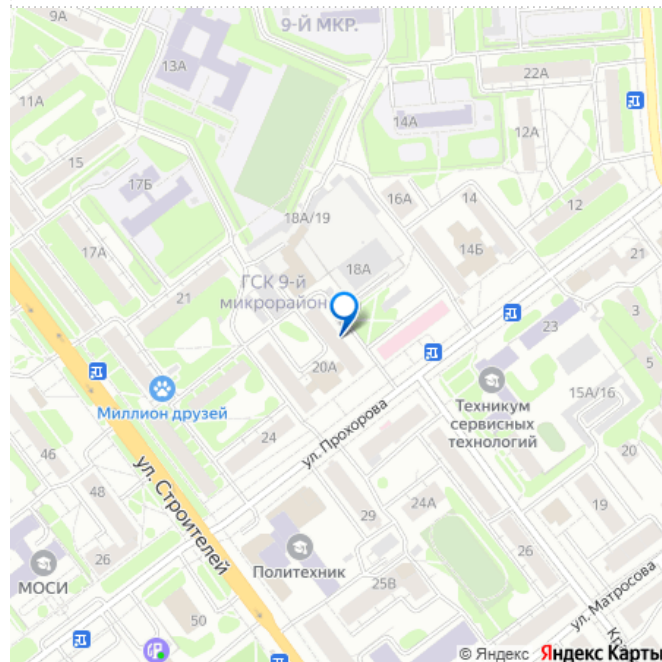 9А
9-Й МКР.
13А
22А
11А
14А
12А
15
17Б
16А
14
12
18А/19
14Б
17А
18А
21
ГСК 9-й
микрорайон
21
23
3
5
20А
Миллион друзей
Техникум
сервисных
технологий
15А/16
24
ул. Прохорова
46
20
ул. Строителей
48
24А
19
29
26
26
МОСИ
Политехник
25В
ул. Матросова
50
Кра
© Яндекс Яндекс Карты